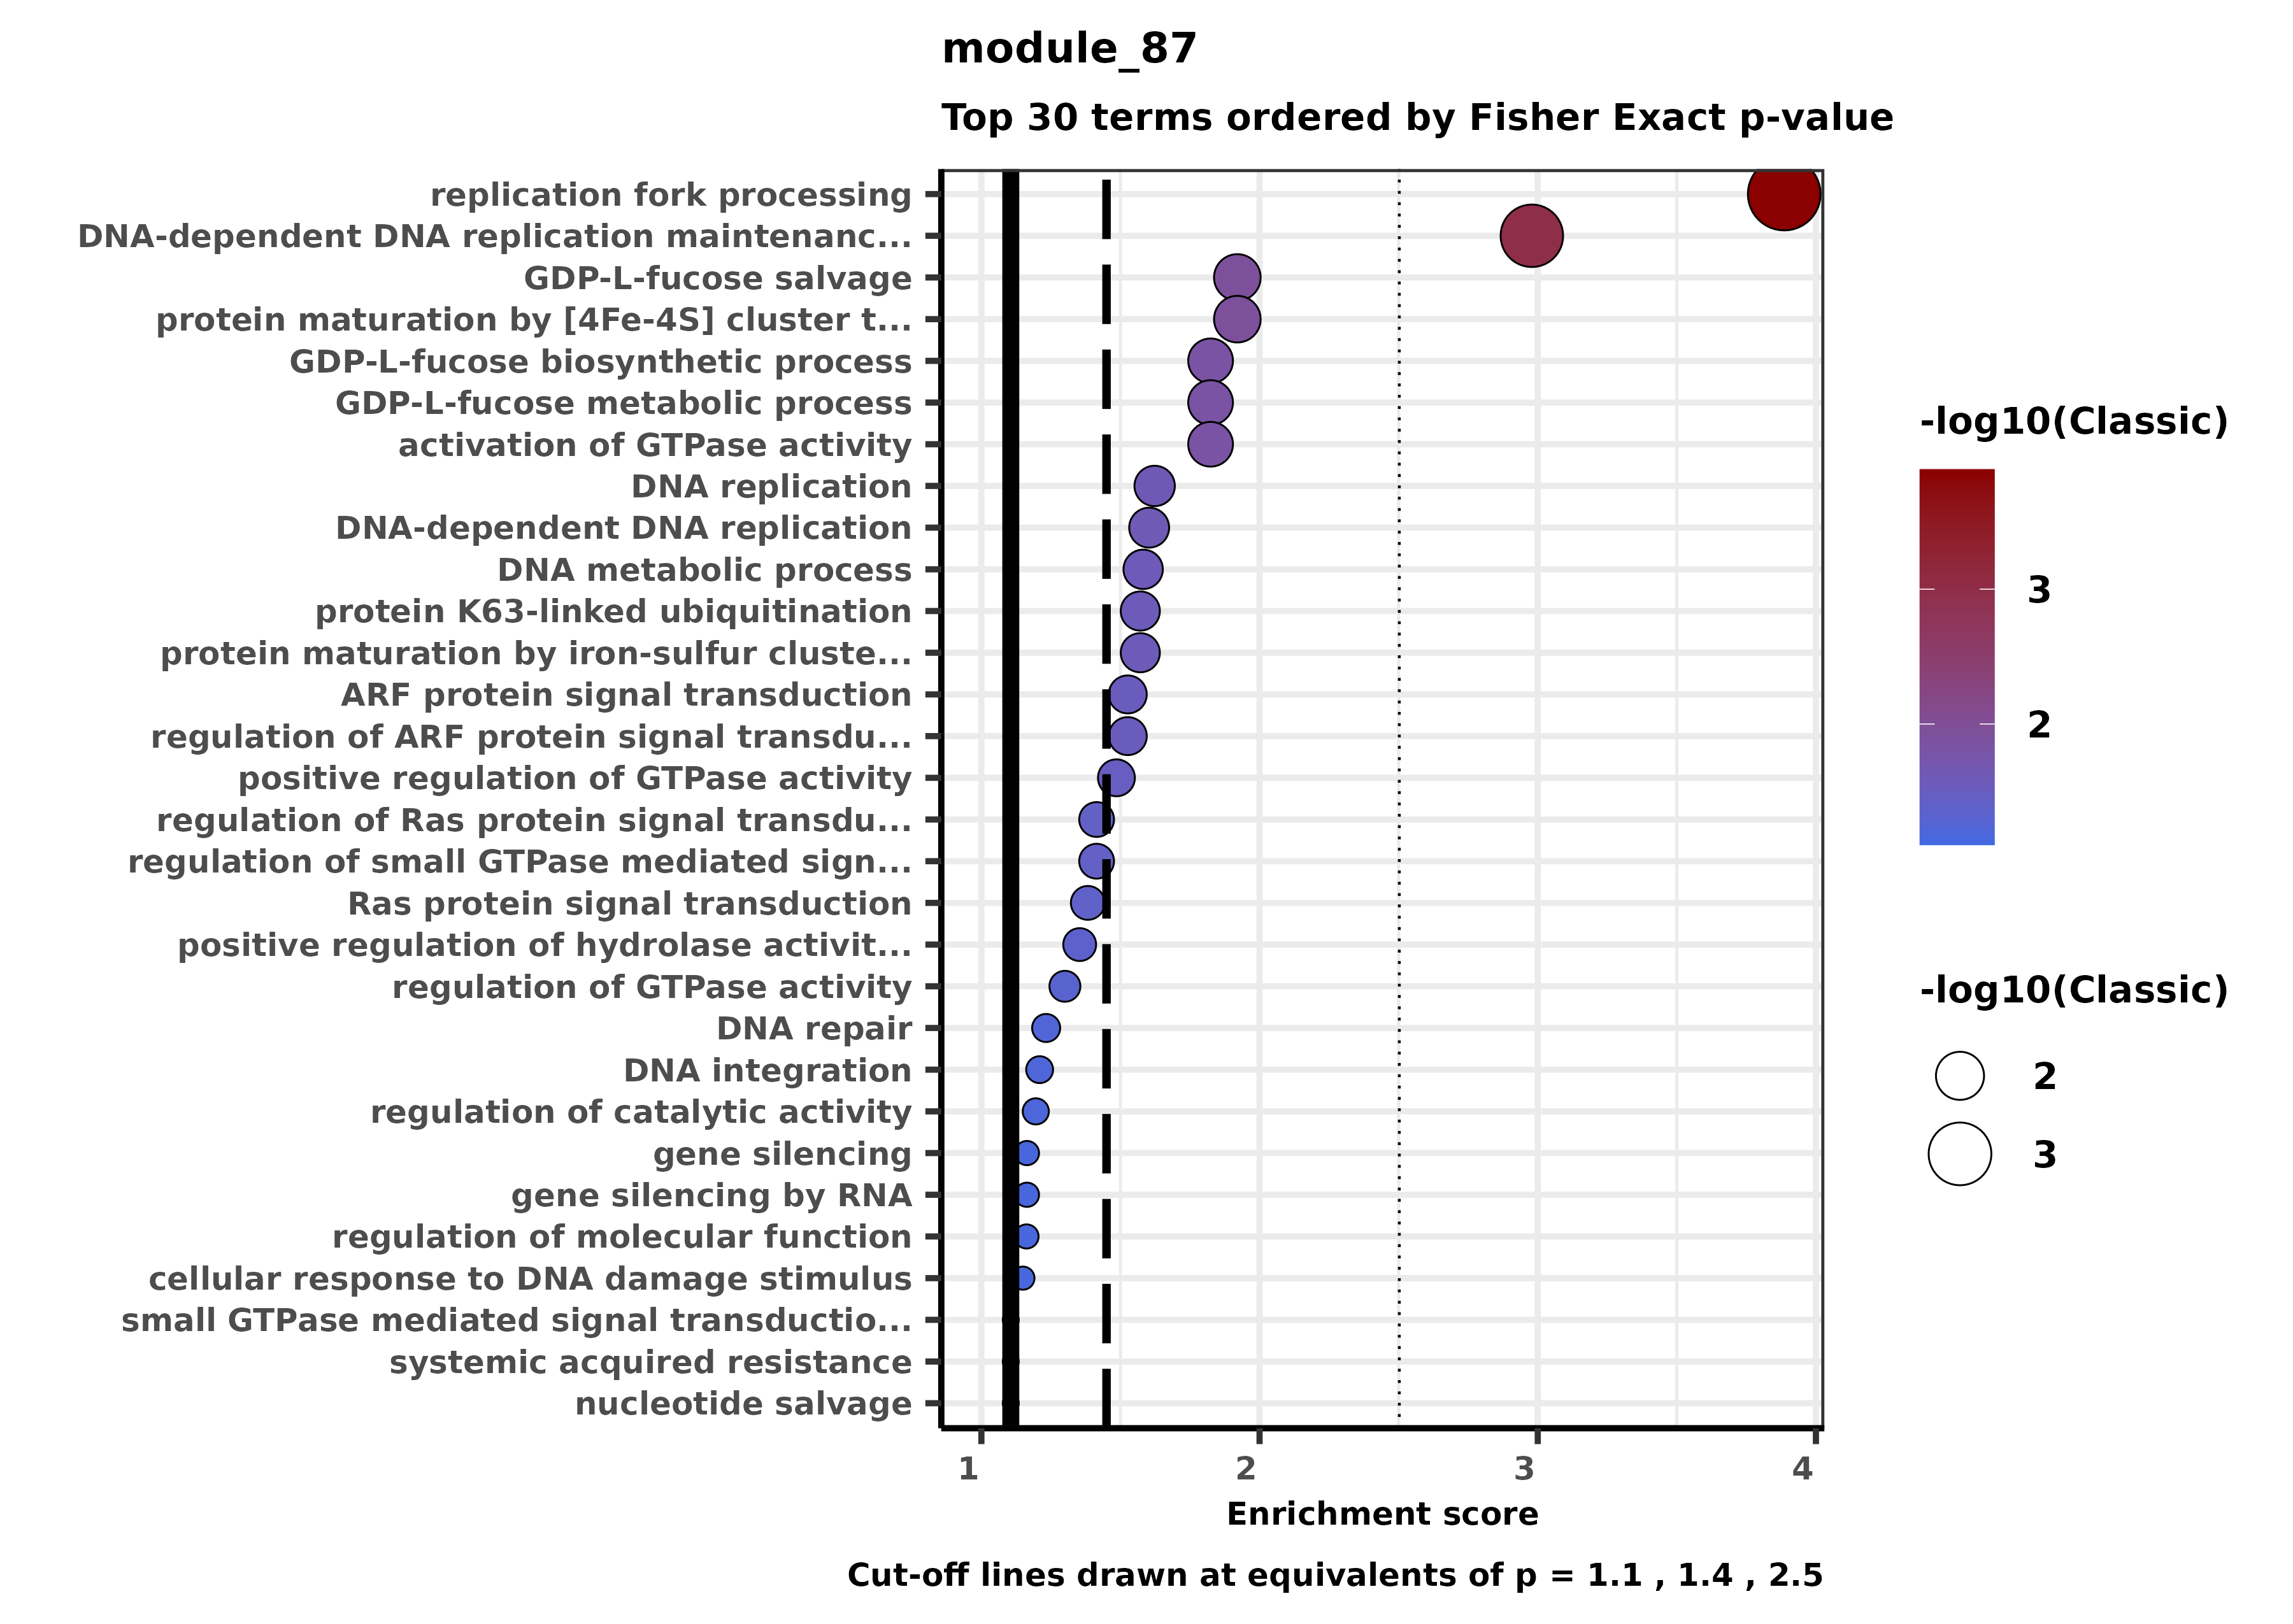 module_87
Top 30 terms ordered by Fisher Exact p-value
replication fork processing
DNA-dependent DNA replication maintenanc...
GDP-L-fucose salvage
protein maturation by [4Fe-4S] cluster t...
GDP-L-fucose biosynthetic process
GDP-L-fucose metabolic process
activation of GTPase activity
DNA replication
DNA-dependent DNA replication
DNA metabolic process
protein K63-linked ubiquitination
protein maturation by iron-sulfur cluste...
ARF protein signal transduction
regulation of ARF protein signal transdu...
positive regulation of GTPase activity
regulation of Ras protein signal transdu...
regulation of small GTPase mediated sign...
Ras protein signal transduction
positive regulation of hydrolase activit...
regulation of GTPase activity
DNA repair
DNA integration
regulation of catalytic activity
gene silencing
gene silencing by RNA
regulation of molecular function
cellular response to DNA damage stimulus
small GTPase mediated signal transductio...
systemic acquired resistance
nucleotide salvage
1 2 3 4
Enrichment score
Cut-off lines drawn at equivalents of p = 1.1 , 1.4 , 2.5
-log10(Classic)
3
2
-log10(Classic)
2
3